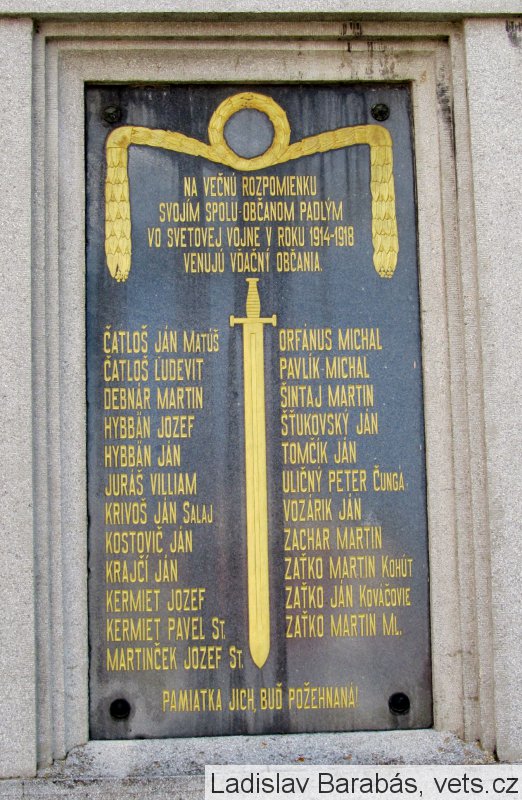 NA VEČNÚ ROZPOMIENKU
SVOJÍM SPOLU-OBČANOM PADLÝM
VO SVETOVEJ VOJNE V ROKU 1914-1918
VENUJÚ VĎAČNÍ OBČANIA.
ČATLOŠ JÁN MATÚŠ
ČATLOŠ ĽUDEVIT
DEBNÁR MARTIN
HYBBÁN JOZEF
HYBBÁN JÁN
JURÁŠ VILLIAM
KRIVOŠ JÁN SALAJ
KOSTOVIČ JÁN
KRAJČÍ JÁN
KERMIET JOZEF
KERMIET PAVEL ST.
MARTINČEK JOZEF ST.
ORFÁNUS MICHAL
PAVLÍK MICHAL
ŠINTAJ MARTIN
ŠŤUKOVSKÝ JÁN
TOMČÍK JÁN
ULIČNÝ PETER ČUNGA
VOZÁRIK JÁN
ZACHAR MARTIN
ZAŤKO MARTIN KOHÚT
ZAŤKO JÁN KOVÁČOVIE
ZAŤKO MARTIN ML.
PAMIATKA JICH, BUĎ POŽEHNANÁ!
Ladislav Barabás, vets.cz